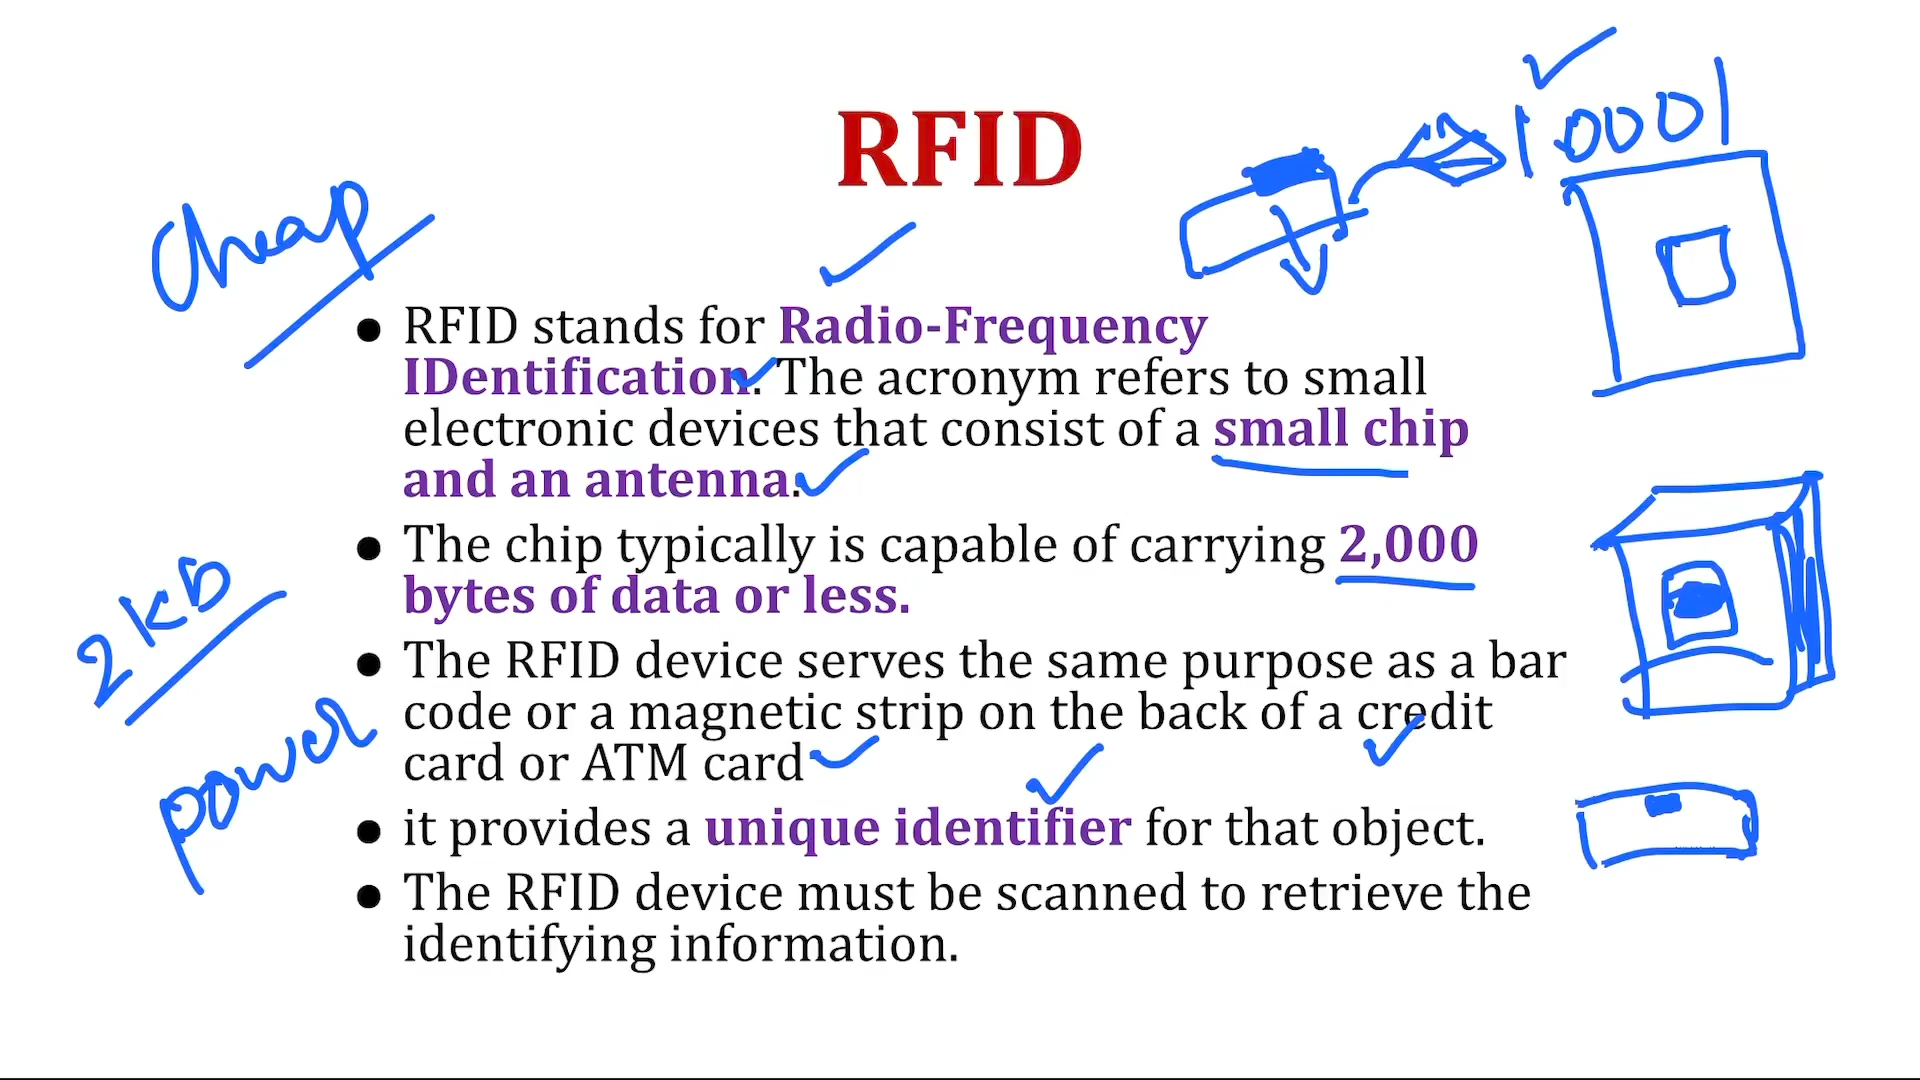 RFID
10001
Cheap
● RFID stands for Radio-Frequency
IDentification. The acronym refers to small
electronic devices that consist of a small chip
and an antenna.
● The chip typically is capable of carrying 2,000
bytes of data or less.
2 KB
● The RFID device serves the same purpose as a bar
code or a magnetic strip on the back of a credit
card or ATM card
power
● it provides a unique identifier for that object.
● The RFID device must be scanned to retrieve the
identifying information.